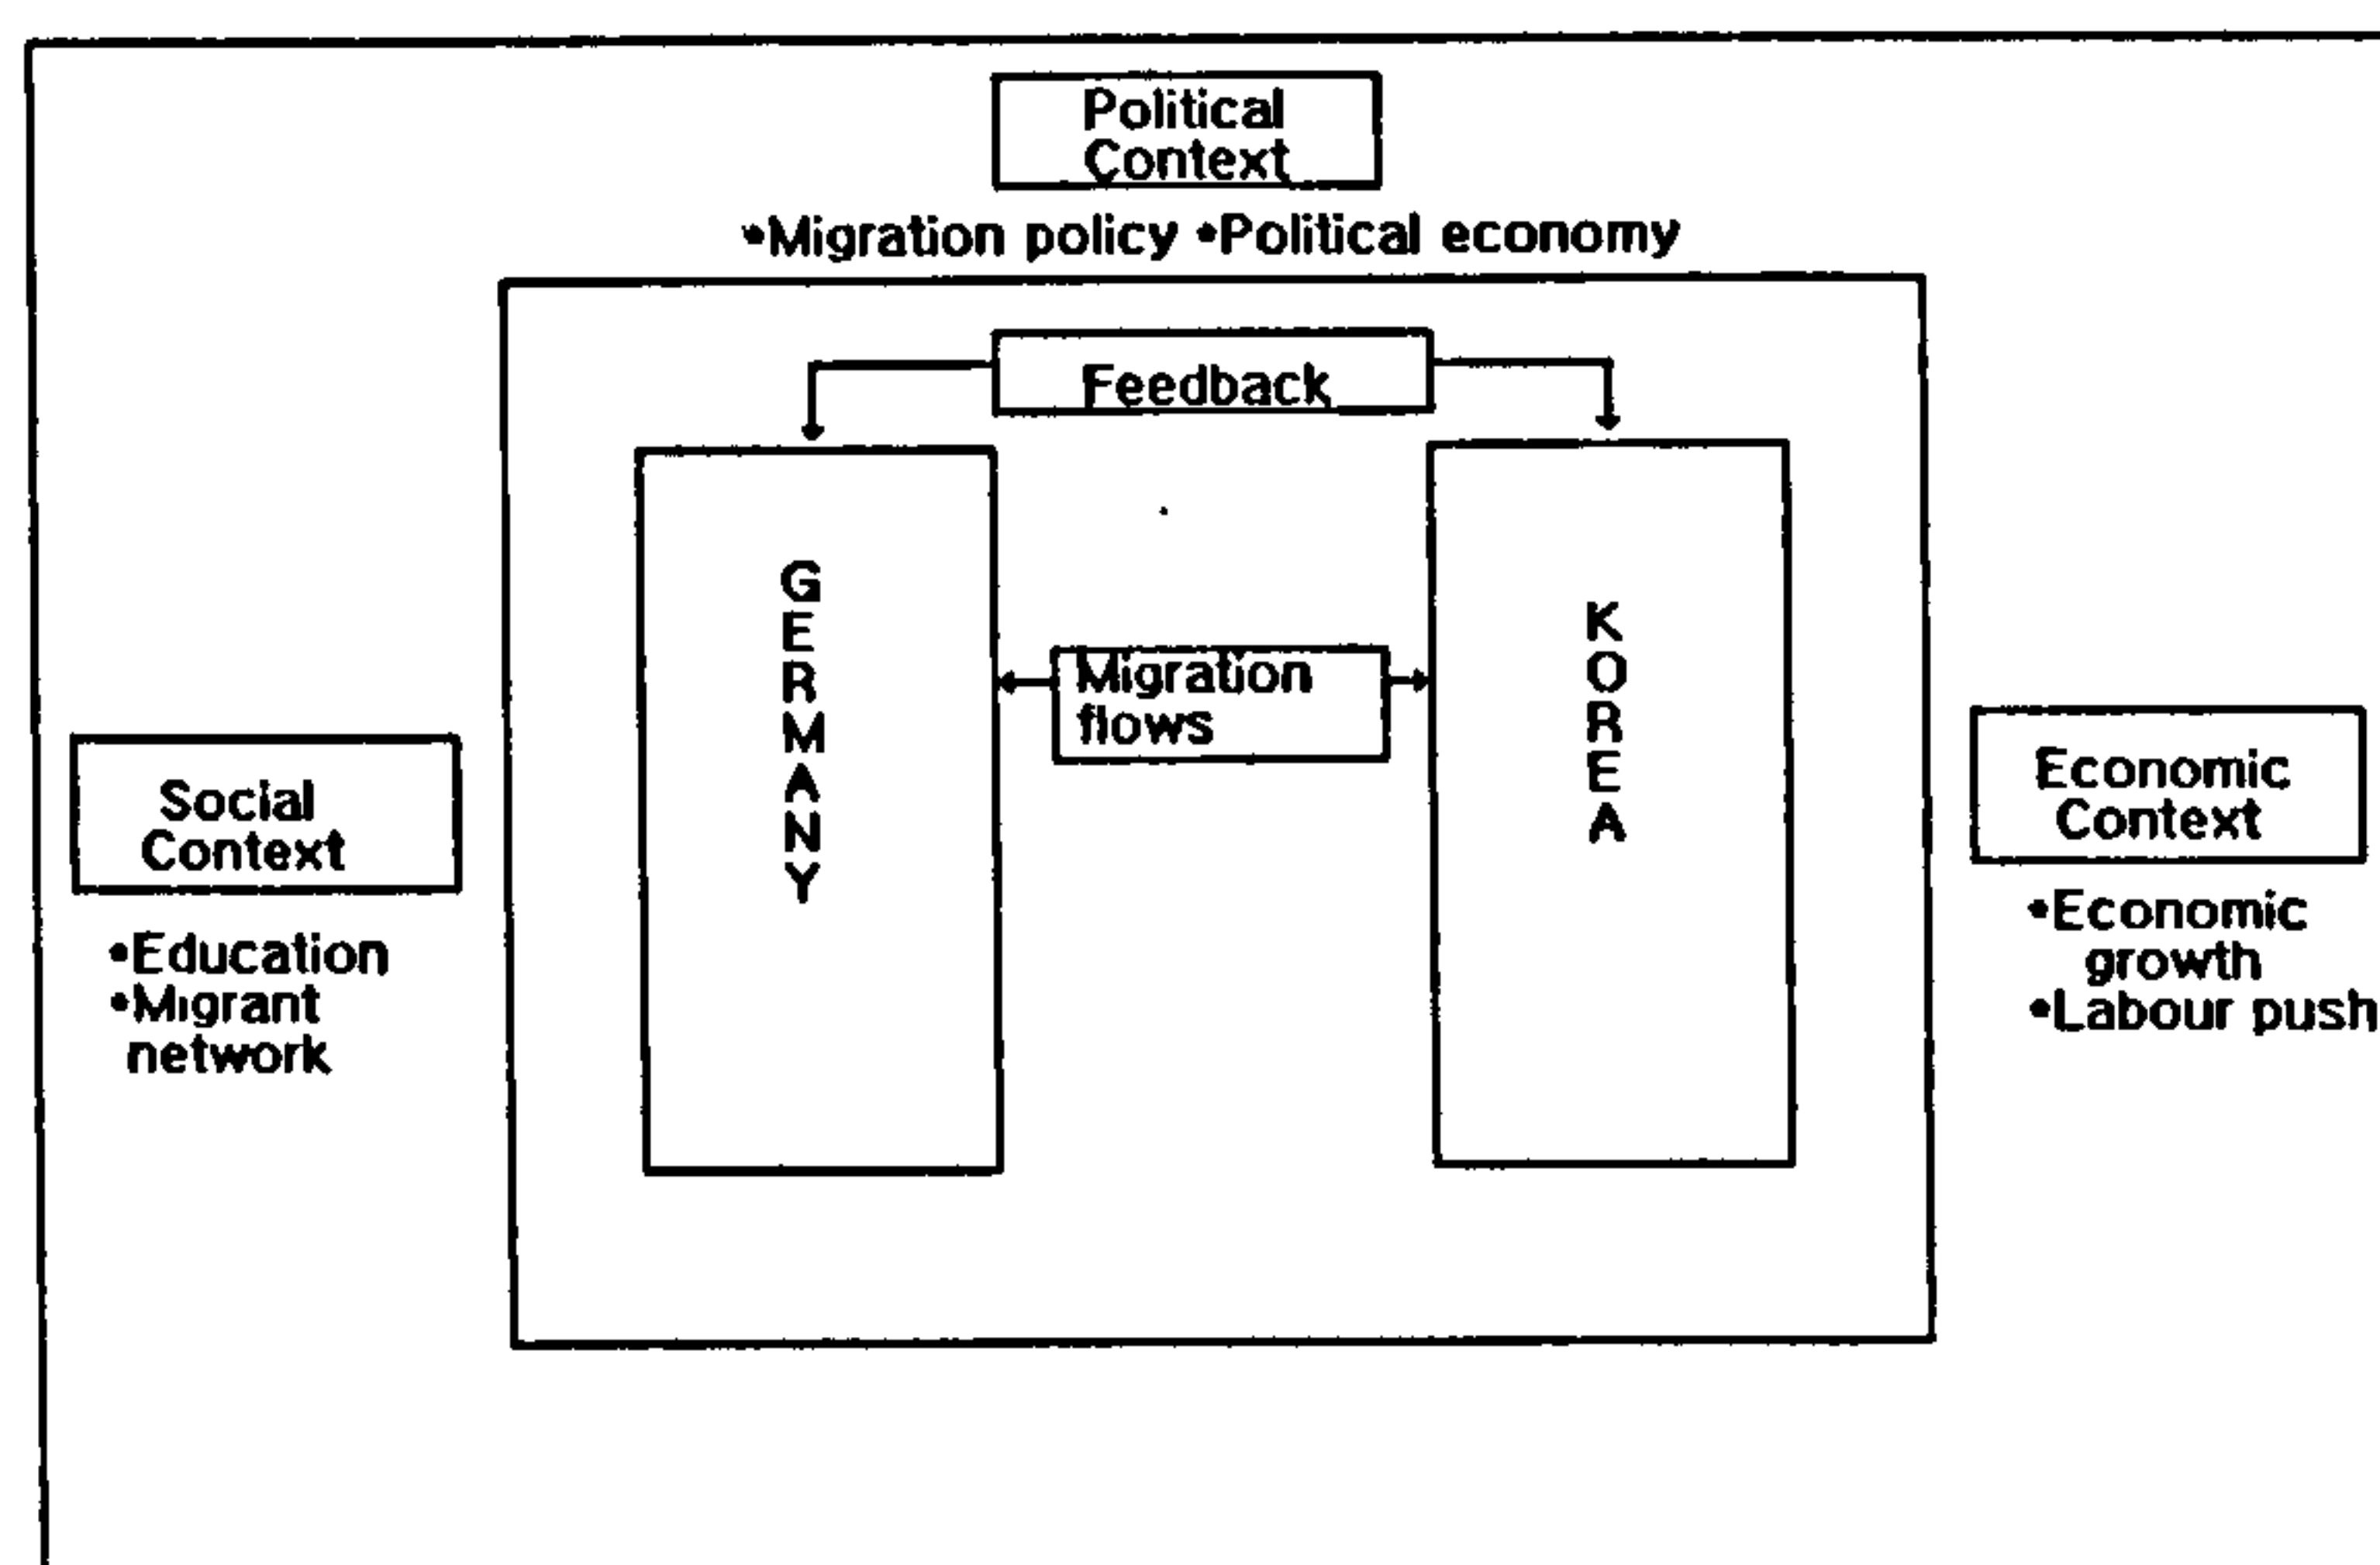 Political
Context
•Migration policy •Political economy
Feedback
GERMANY
Migration
flows
KOREA
Social
Context
•Education
•Migrant
network
Economic
Context
•Economic
growth
•Labour push